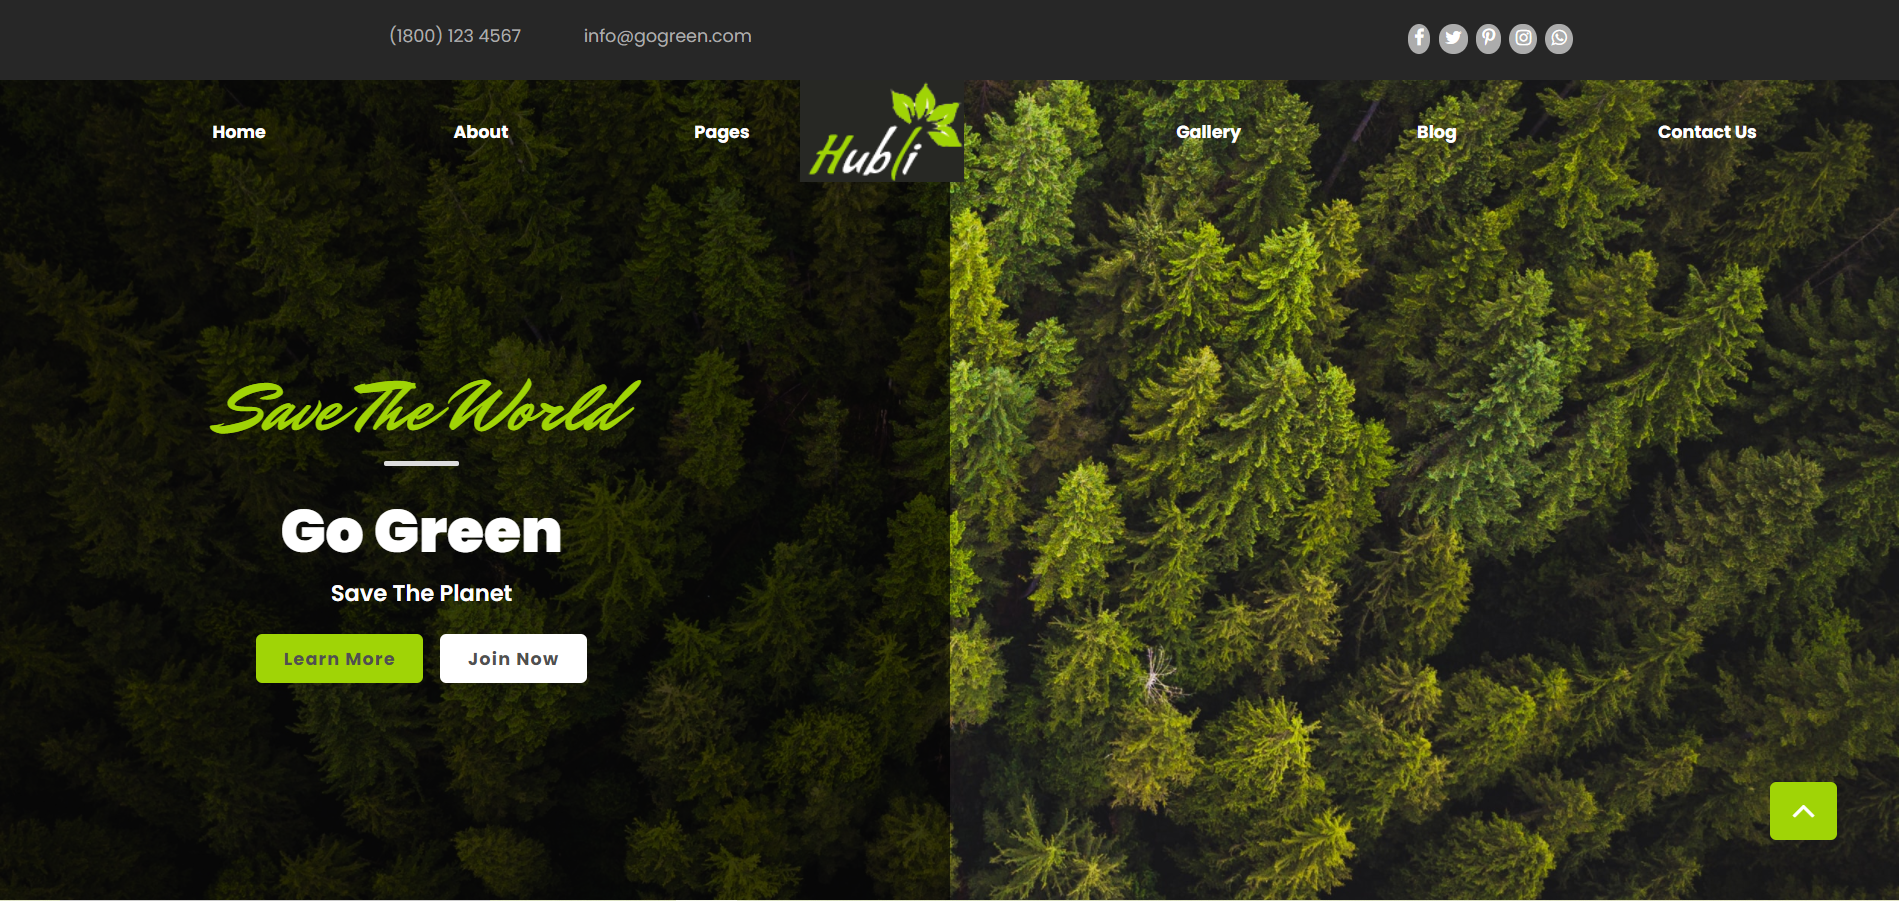 (1800) 123 4567 info@gogreen.com
Home About Pages Hubli Gallery Blog Contact Us
Save The World
Go Green
Save The Planet
Learn More Join Now